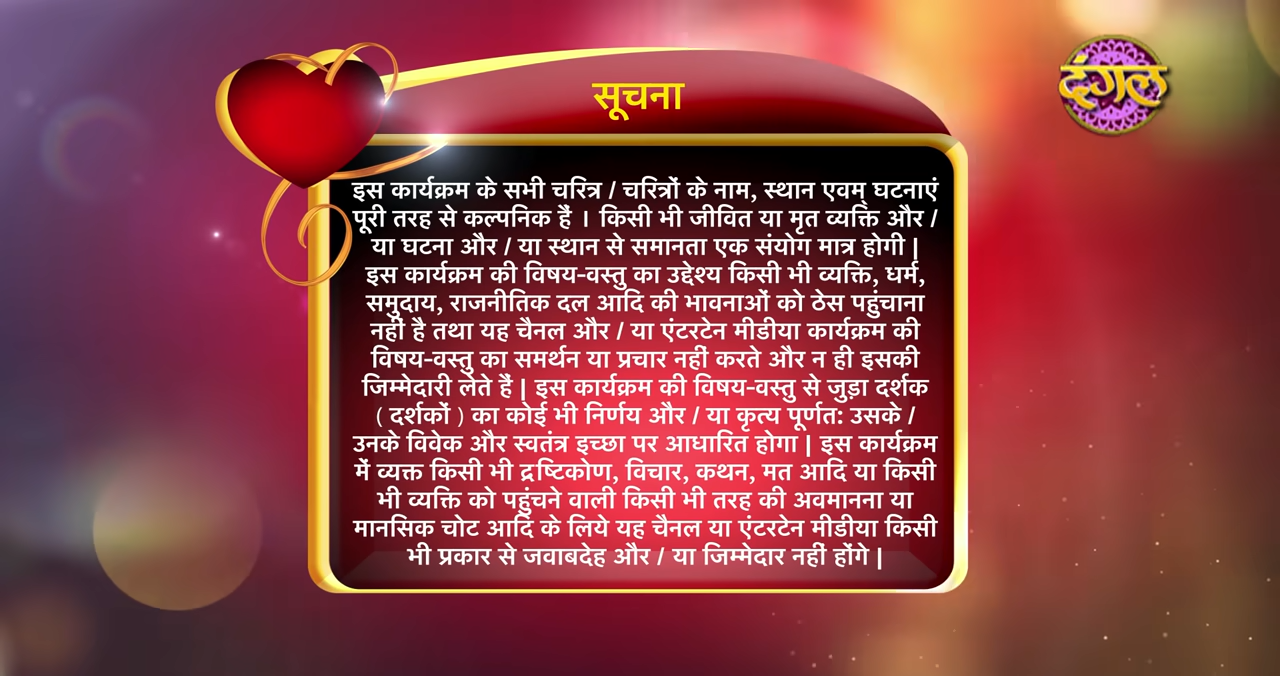 दंगल
सूचना
इस कार्यक्रम के सभी चरित्र / चरित्रों के नाम, स्थान एवम् घटनाएं
पूरी तरह से कल्पनिक हैं । किसी भी जीवित या मृत व्यक्ति और /
या घटना और / या स्थान से समानता एक संयोग मात्र होगी |
इस कार्यक्रम की विषय-वस्तु का उद्देश्य किसी भी व्यक्ति, धर्म,
समुदाय, राजनीतिक दल आदि की भावनाओं को ठेस पहुंचाना
नहीं है तथा यह चैनल और / या एंटरटेन मीडीया कार्यक्रम की
विषय-वस्तु का समर्थन या प्रचार नहीं करते और न ही इसकी
जिम्मेदारी लेते हैं | इस कार्यक्रम की विषय-वस्तु से जुड़ा दर्शक
( दर्शकों ) का कोई भी निर्णय और / या कृत्य पूर्णत: उसके /
उनके विवेक और स्वतंत्र इच्छा पर आधारित होगा | इस कार्यक्रम
में व्यक्त किसी भी द्रष्टिकोण, विचार, कथन, मत आदि या किसी
भी व्यक्ति को पहुंचने वाली किसी भी तरह की अवमानना या
मानसिक चोट आदि के लिये यह चैनल या एंटरटेन मीडीया किसी
भी प्रकार से जवाबदेह और / या जिम्मेदार नहीं होंगे |